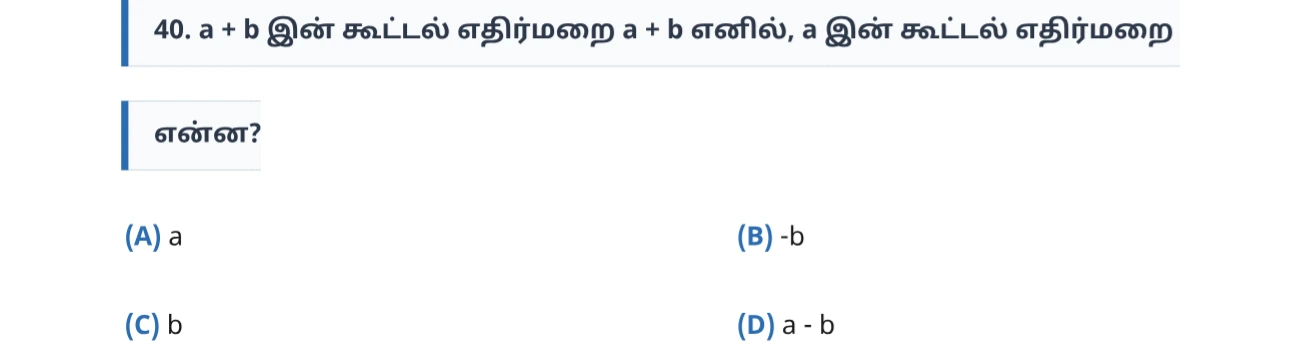 40. a + b இன் கூட்டல் எதிர்மறை a + b எனில், a இன் கூட்டல் எதிர்மறை
என்ன?
(A) a (B) -b
(C) b (D) a - b